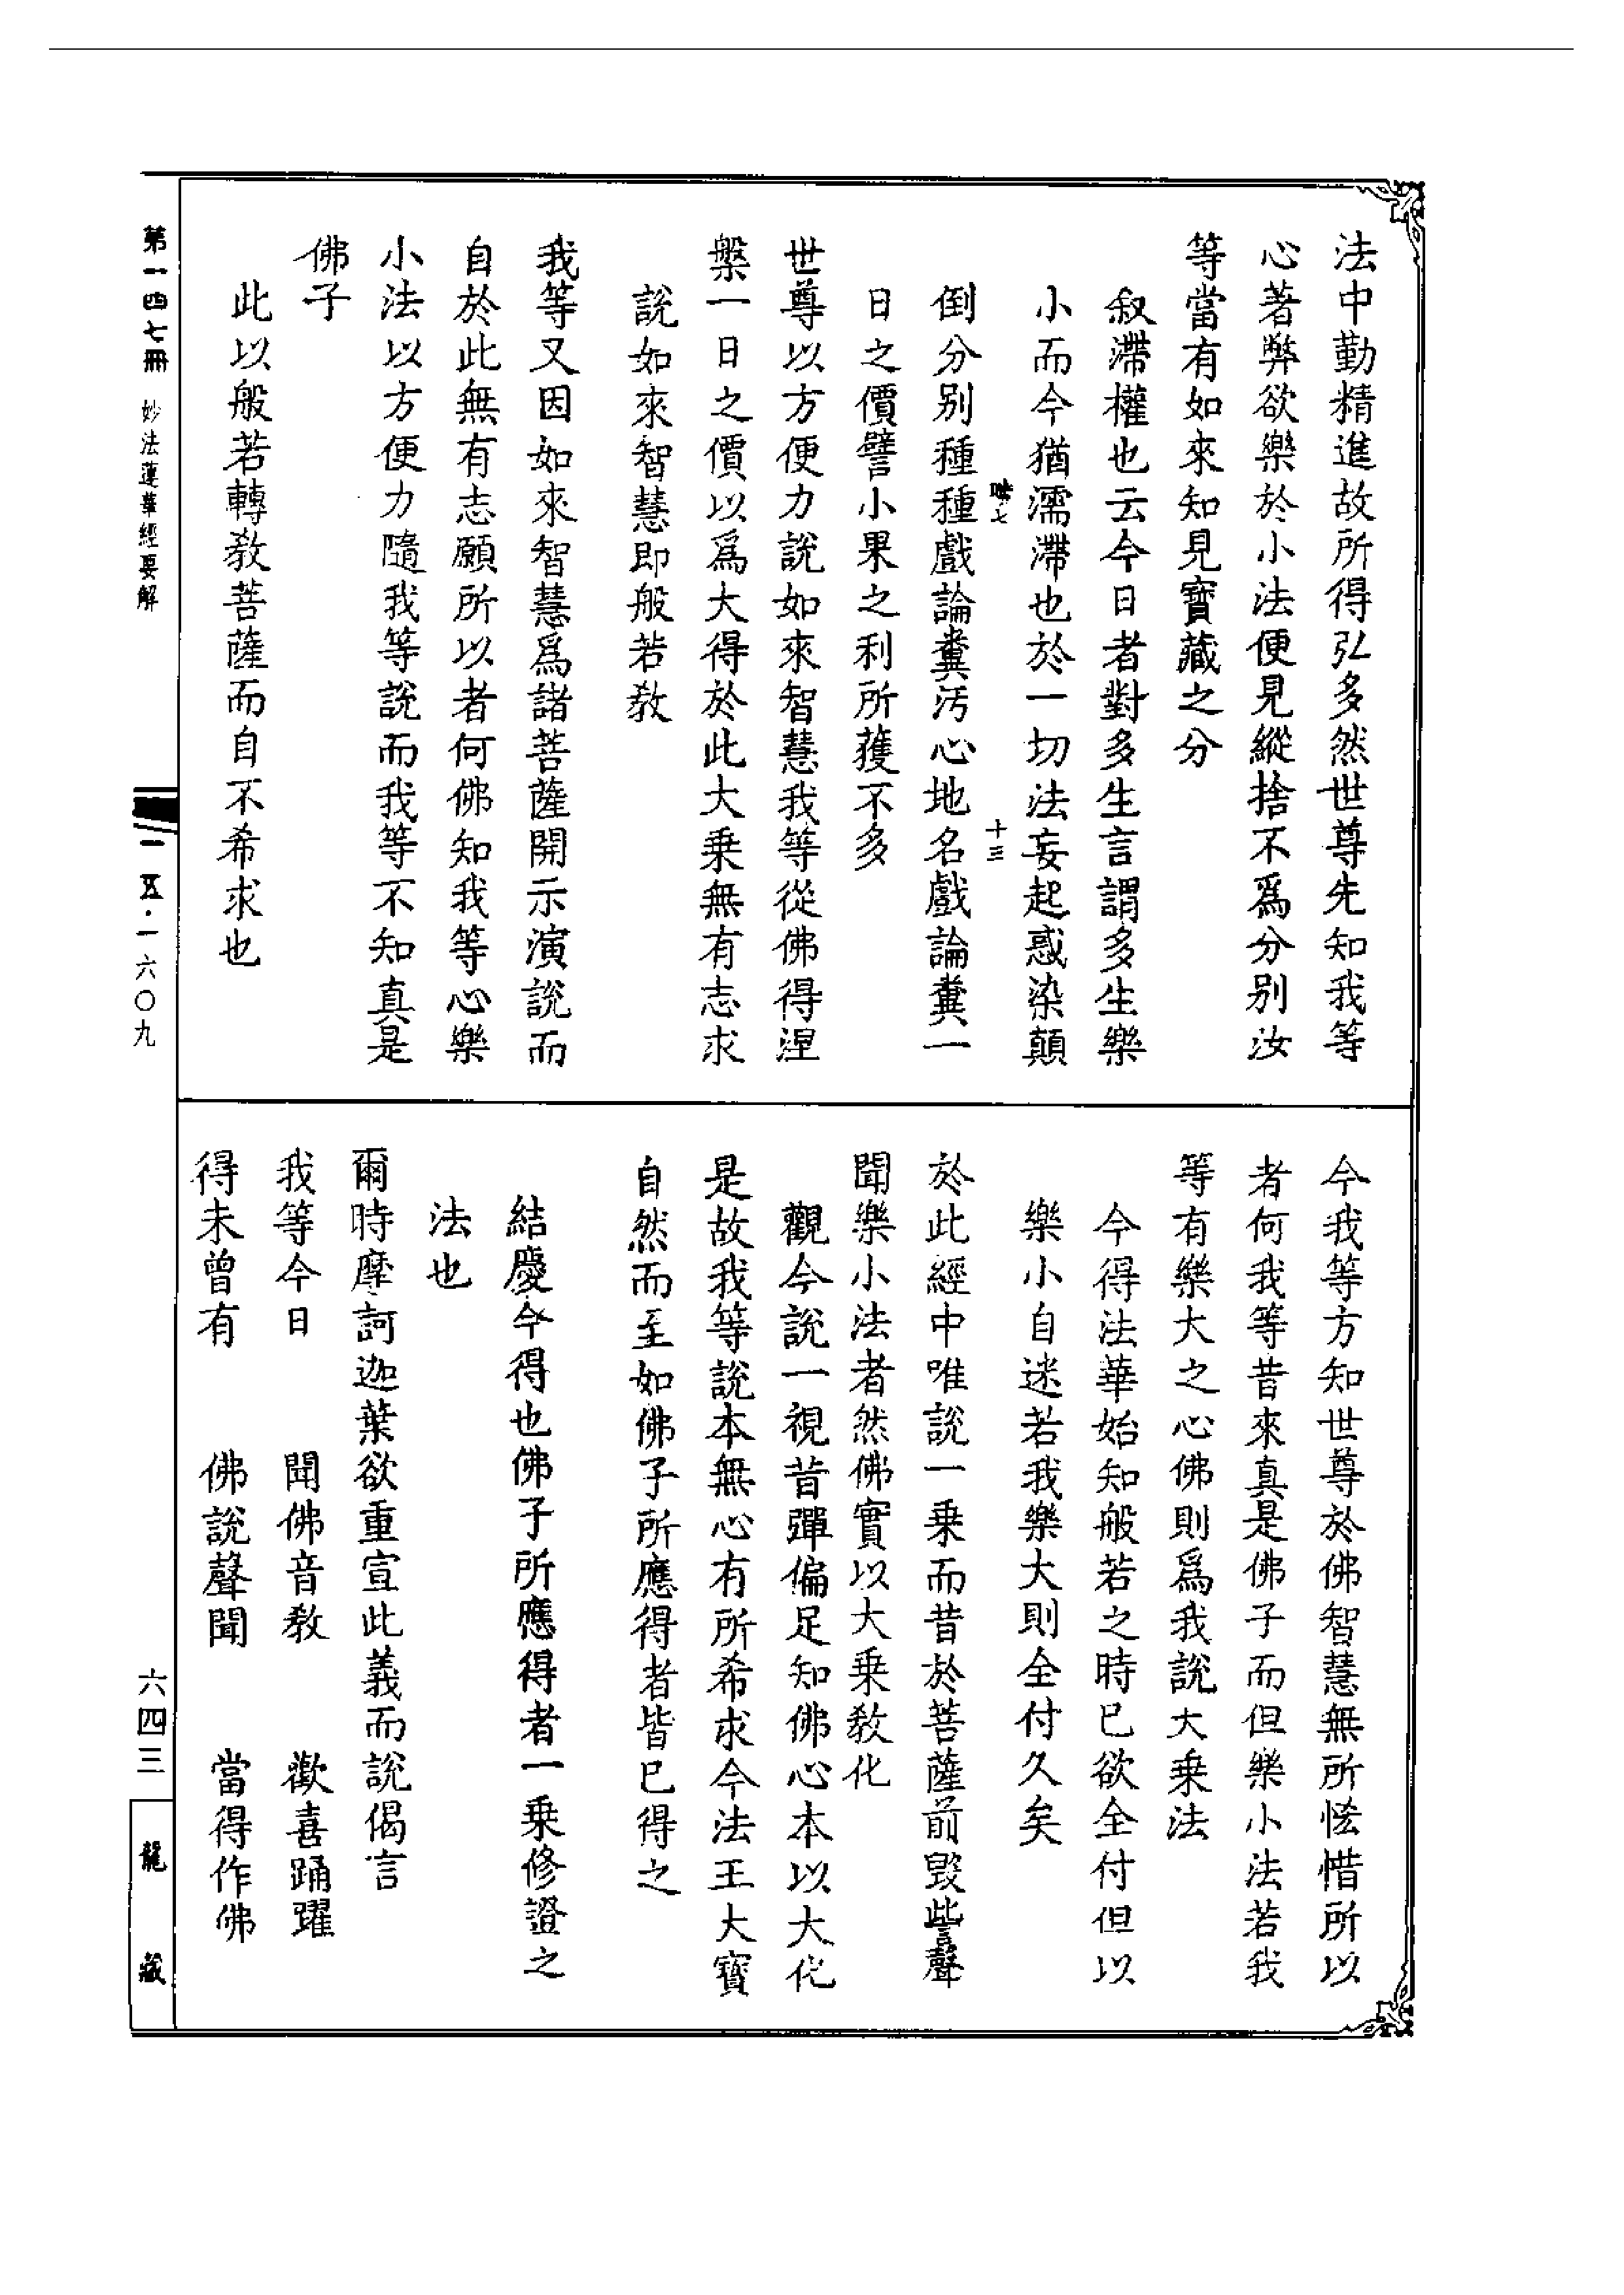 法中勤精進故所得弘多然世尊先知我等
心著弊欲樂於小法便見縱捨不爲分別汝
等當有如來知見寶藏之分
叙滯權也云今日者對多生言謂多生樂
小而今猶濡滯也於一切法妄起惑染顛
十三
倒分別種種戲論糞汚心地名戲論糞一
日之價譬小果之利所獲不多
世尊以方便力說如來智慧我等從佛得涅
槃一日之價以爲大得於此大乗無有志求
說如來智慧即般若教
我等又因如來智慧爲諸菩薩開示演說而
自於此無有志願所以者何佛知我等心樂
小法以方便力隨我等說而我等不知真是
佛子
此以般若轉教菩薩而自不希求也
今我等方知世尊於佛智慧無所恡惜所以
者何我等昔來真是佛子而但樂小法若我
等有樂大之心佛則爲我說大乗法
今得法華始知般若之時已欲全付但以
樂小自迷若我樂大則全付久矣
於此經中唯說一乗而昔於菩薩前毀訾聲
聞樂小法者然佛實以大乗教化
觀今說一視昔彈偏足知佛心本以大化
是故我等說本無心有所希求今法王大寶
自然而至如佛子所應得者皆已得之
結慶今得也佛子所應得者一乗修證之
法也
爾時摩訶迦葉欲重宣此義而說偈言
我等今日　聞佛音教　歡喜踊躍
得未曾有　佛說聲聞　當得作佛
第一四七冊　妙法蓮華經要解
一五·一六〇九
六四三
龍藏